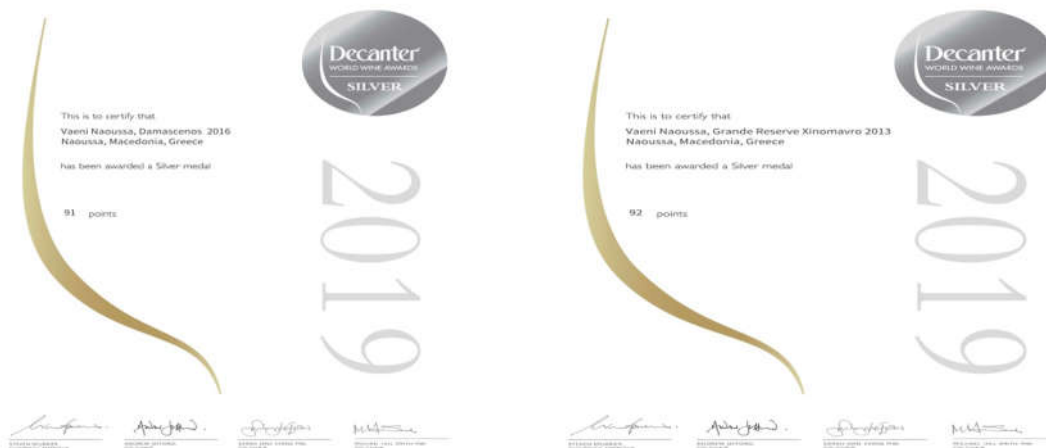 Decanter
WORLD WINE AWARDS
SILVER
This is to certify that
Vaeni Naoussa, Damascenos 2016
Naoussa, Macedonia, Greece
has been awarded a Silver medal
91 points
2019
Decanter
WORLD WINE AWARDS
SILVER
This is to certify that
Vaeni Naoussa, Grande Reserve Xinomavro 2013
Naoussa, Macedonia, Greece
has been awarded a Silver medal
92 points
2019